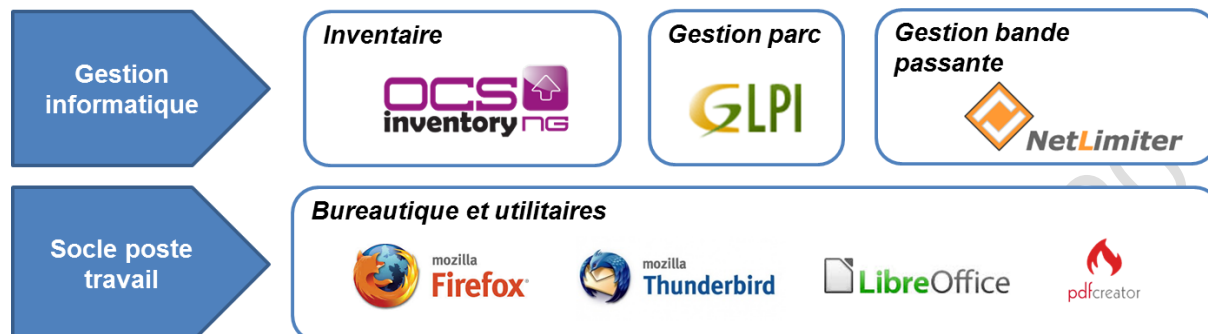 Gestion
informatique
Inventaire
OCS
inventory NG
Gestion parc
GLPI
Gestion bande
passante
NetLimiter
Socle poste
travail
Bureautique et utilitaires
mozilla
Firefox
mozilla
Thunderbird
LibreOffice
pdfcreator